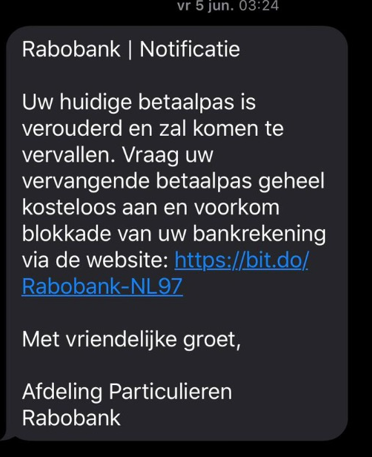 vr 5 jun. 03:24
Rabobank | Notificatie
Uw huidige betaalpas is
verouderd en zal komen te
vervallen. Vraag uw
vervangende betaalpas geheel
kosteloos aan en voorkom
blokkade van uw bankrekening
via de website: https://bit.do/
Rabobank-NL97
Met vriendelijke groet,
Afdeling Particulieren
Rabobank